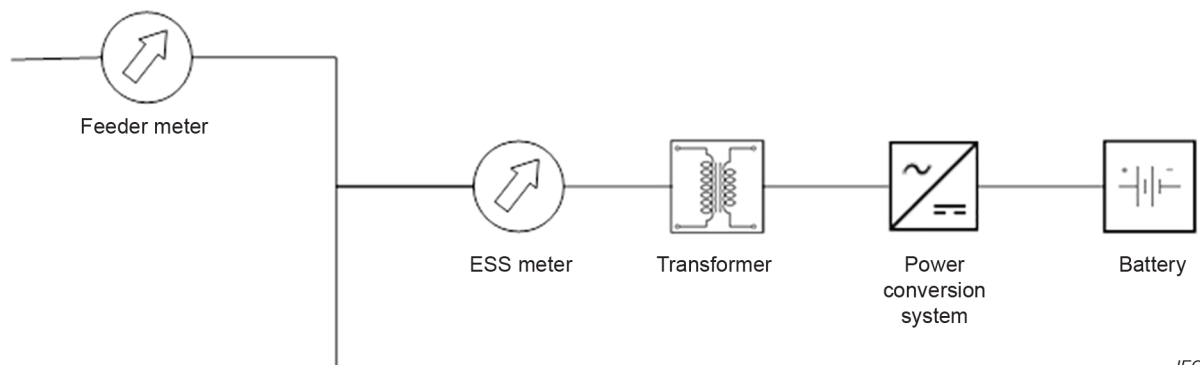 Feeder meter
ESS meter
Transformer
Power
conversion
system
Battery